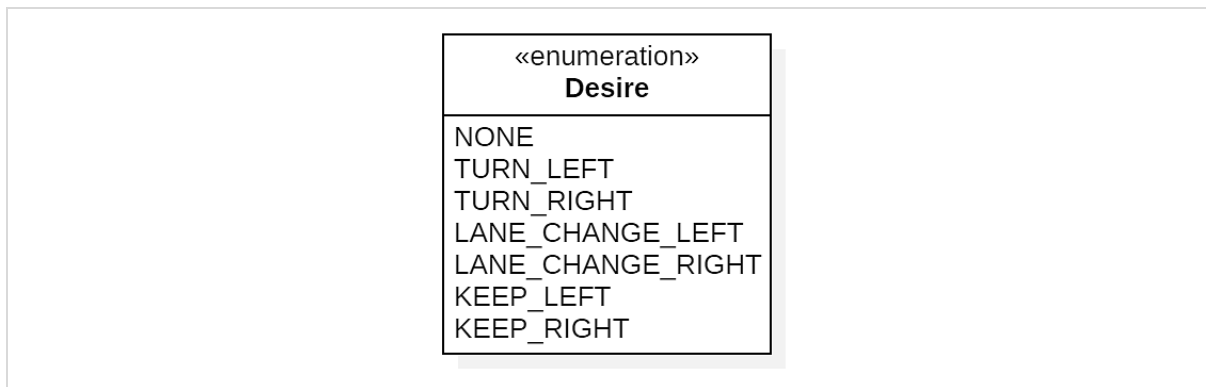 «enumeration»
Desire
NONE
TURN_LEFT
TURN_RIGHT
LANE_CHANGE_LEFT
LANE_CHANGE_RIGHT
KEEP_LEFT
KEEP_RIGHT